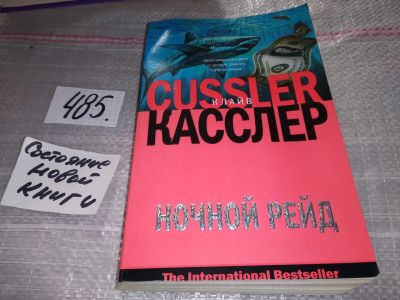 485.
Состояние
новой
книги
CUSSLER
КЛАЙВ
КАССЛЕР
НОЧНОЙ РЕЙД
The International Bestseller